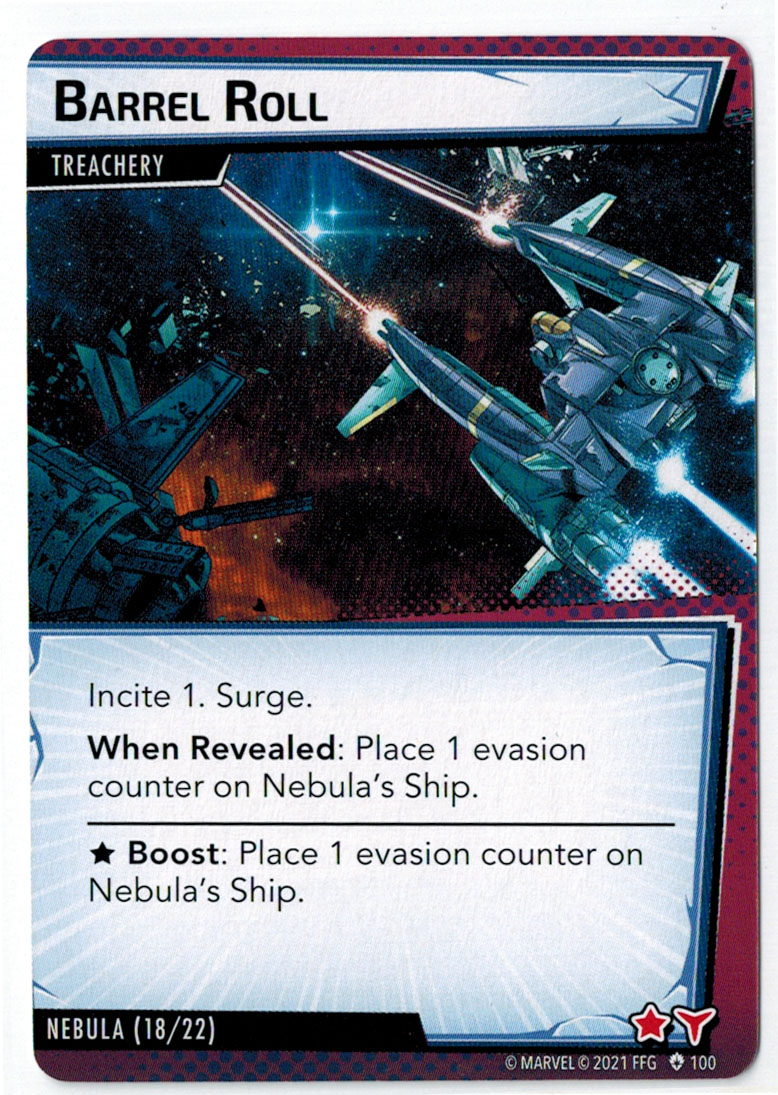 BARREL ROLL
TREACHERY
Incite 1. Surge.
When Revealed: Place 1 evasion
counter on Nebula's Ship.
★ Boost: Place 1 evasion counter on
Nebula's Ship.
NEBULA (18/22)
© MARVEL © 2021 FFG 100